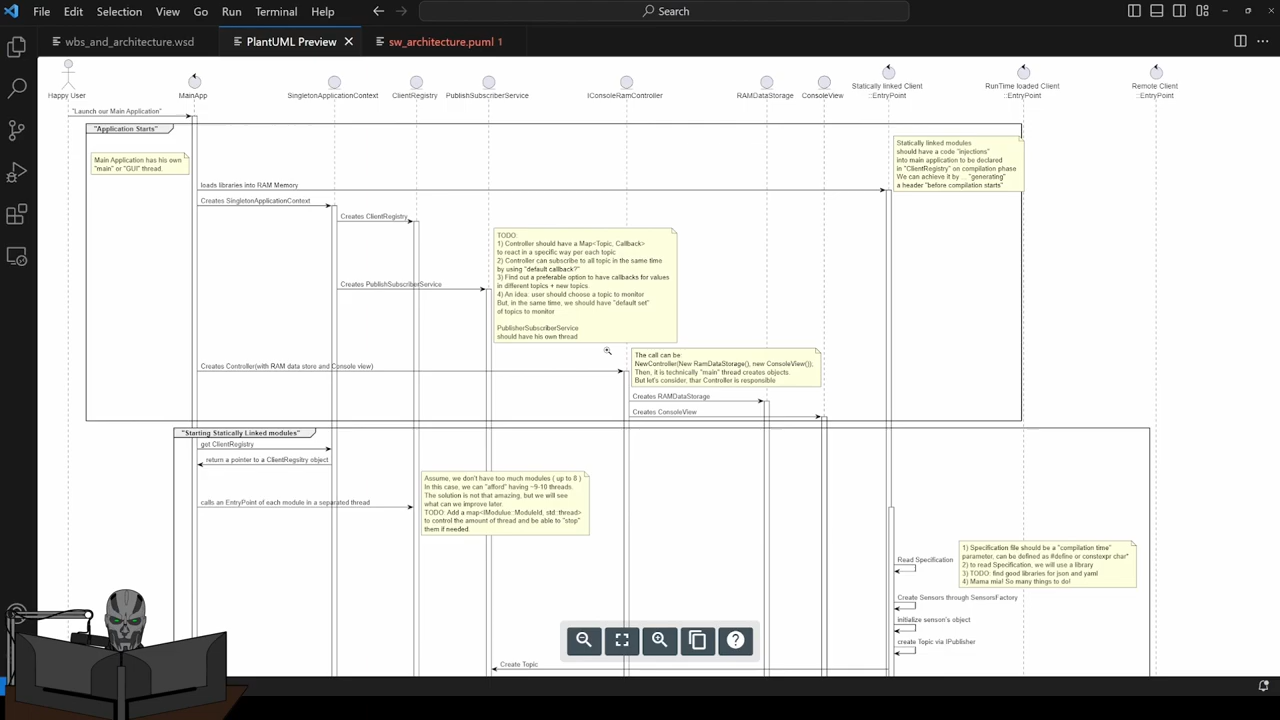 File Edit Selection View Go Run Terminal Help Search
wbs_and_architecture.wsd PlantUML Preview sw_architecture.puml 1
Happy User
MainApp
SingletonApplicationContext
ClientRegistry
PublishSubscriberService
IConsoleRamController
RAMDataStorage
ConsoleView
Statically linked Client
::EntryPoint
RunTime loaded Client
::EntryPoint
Remote Client
::EntryPoint
"Launch our Main Application"
"Application Starts"
Main Application has his own
"main" or "GUI" thread.
Statically linked modules
should have a code "injections"
into main application to be declared
in "ClientRegistry" on compilation phase
We can achieve it by ... "generating"
a header "before compilation starts"
loads libraries into RAM Memory
Creates SingletonApplicationContext
Creates ClientRegistry
TODO:
1) Controller should have a Map<Topic, Callback>
to react in a specific way per each topic
2) Controller can subscribe to all topic in the same time
by using "default callback?"
3) Find out a preferable option to have callbacks for values
in different topics + new topics.
4) An idea: user should choose a topic to monitor
But, in the same time, we should have "default set"
of topics to monitor
PublisherSubscriberService
should have his own thread
Creates PublishSubscriberService
The call can be:
NewController(New RamDataStorage(), new ConsoleView());
Then, it is technically "main" thread creates objects.
But let's consider, thar Controller is responsible
Creates Controller(with RAM data store and Console view)
Creates RAMDataStorage
Creates ConsoleView
"Starting Statically Linked modules"
get ClientRegistry
return a pointer to a ClientRegsitry object
Assume, we don't have too much modules ( up to 8 )
In this case, we can "afford" having ~9-10 threads.
The solution is not that amazing, but we will see
what can we improve later
TODO: Add a map<IModulue::ModuleId, std::thread>
to control the amount of thread and be able to "stop"
them if needed.
calls an EntryPoint of each module in a separated thread
Read Specification
1) Specification file should be a "compilation time"
parameter, can be defined as #define or constexpr char*
2) to read Specification, we will use a library
3) TODO: find good libraries for json and yaml
4) Mama mia! So many things to do!
Create Sensors through SensorsFactory
initialize senson's object
create Topic via IPublisher
Create Topic